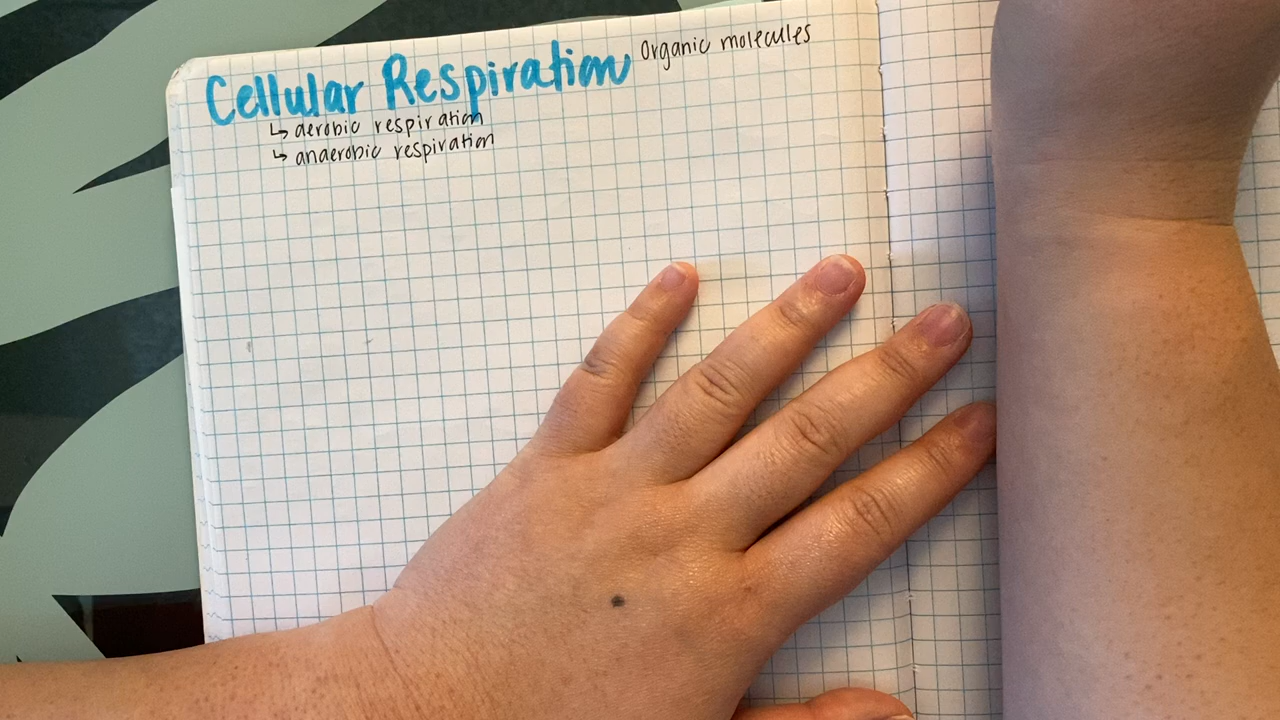 Cellular Respiration Organic molecules
↳ aerobic respiration
↳ anaerobic respiration